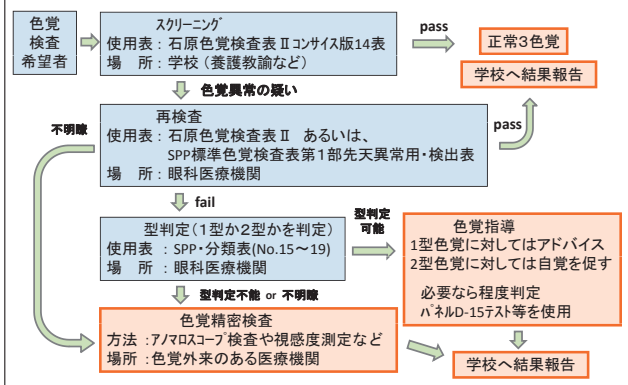 色覚
検査
希望者
スクリーニング
使用表：石原色覚検査表Ⅱコンサイス版14表
場　所：学校（養護教諭など）
pass
正常３色覚
学校へ結果報告
色覚異常の疑い
不明瞭
再検査
使用表：石原色覚検査表Ⅱ　あるいは、
SPP標準色覚検査表第１部先天異常用・検出表
場　所：眼科医療機関
pass
fail
型判定（１型か２型かを判定）
使用表：SPP・分類表(No.15～19)
場　所：眼科医療機関
型判定
可能
色覚指導
１型色覚に対してはアドバイス
２型色覚に対しては自覚を促す
必要なら程度判定
パネルD-15テスト等を使用
型判定不能 or 不明瞭
色覚精密検査
方法：アノマロスコープ検査や視感度測定など
場所：色覚外来のある医療機関
学校へ結果報告